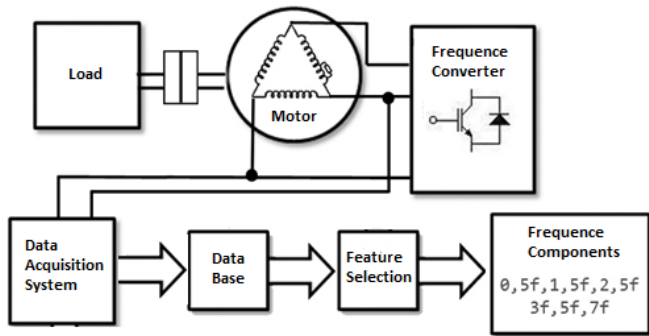 Load
Motor
Frequence
Converter
Data
Acquisition
System
Data
Base
Feature
Selection
Frequence
Components
0,5f,1,5f,2,5f
3f,5f,7f